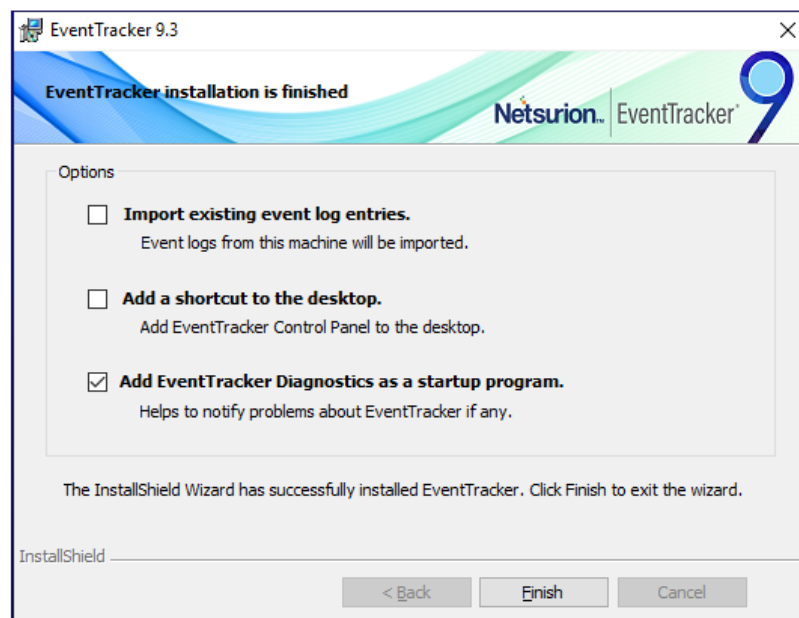 EventTracker 9.3
EventTracker installation is finished
Netsurion™ EventTracker® 9
Options
Import existing event log entries.
Event logs from this machine will be imported.
Add a shortcut to the desktop.
Add EventTracker Control Panel to the desktop.
Add EventTracker Diagnostics as a startup program.
Helps to notify problems about EventTracker if any.
The InstallShield Wizard has successfully installed EventTracker. Click Finish to exit the wizard.
InstallShield
< Back Finish Cancel